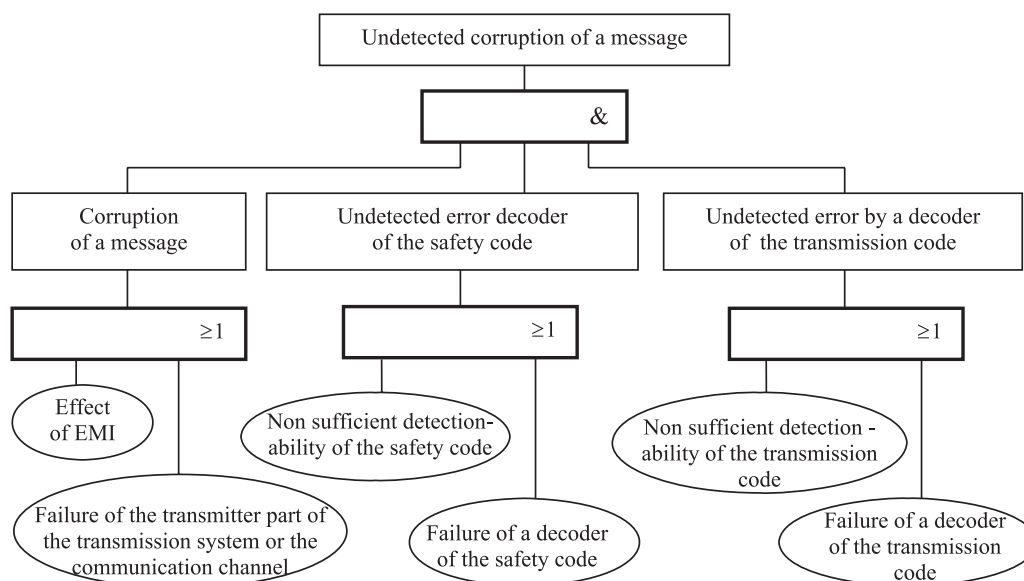 Undetected corruption of a message
&
Corruption
of a message
Undetected error decoder
of the safety code
Undetected error by a decoder
of the transmission code
≥1
≥1
≥1
Effect
of EMI
Non sufficient detection-
ability of the safety code
Non sufficient detection -
ability of the transmission
code
Failure of the transmitter part of
the transmission system or the
communication channel
Failure of a decoder
of the safety code
Failure of a decoder
of the transmission
code